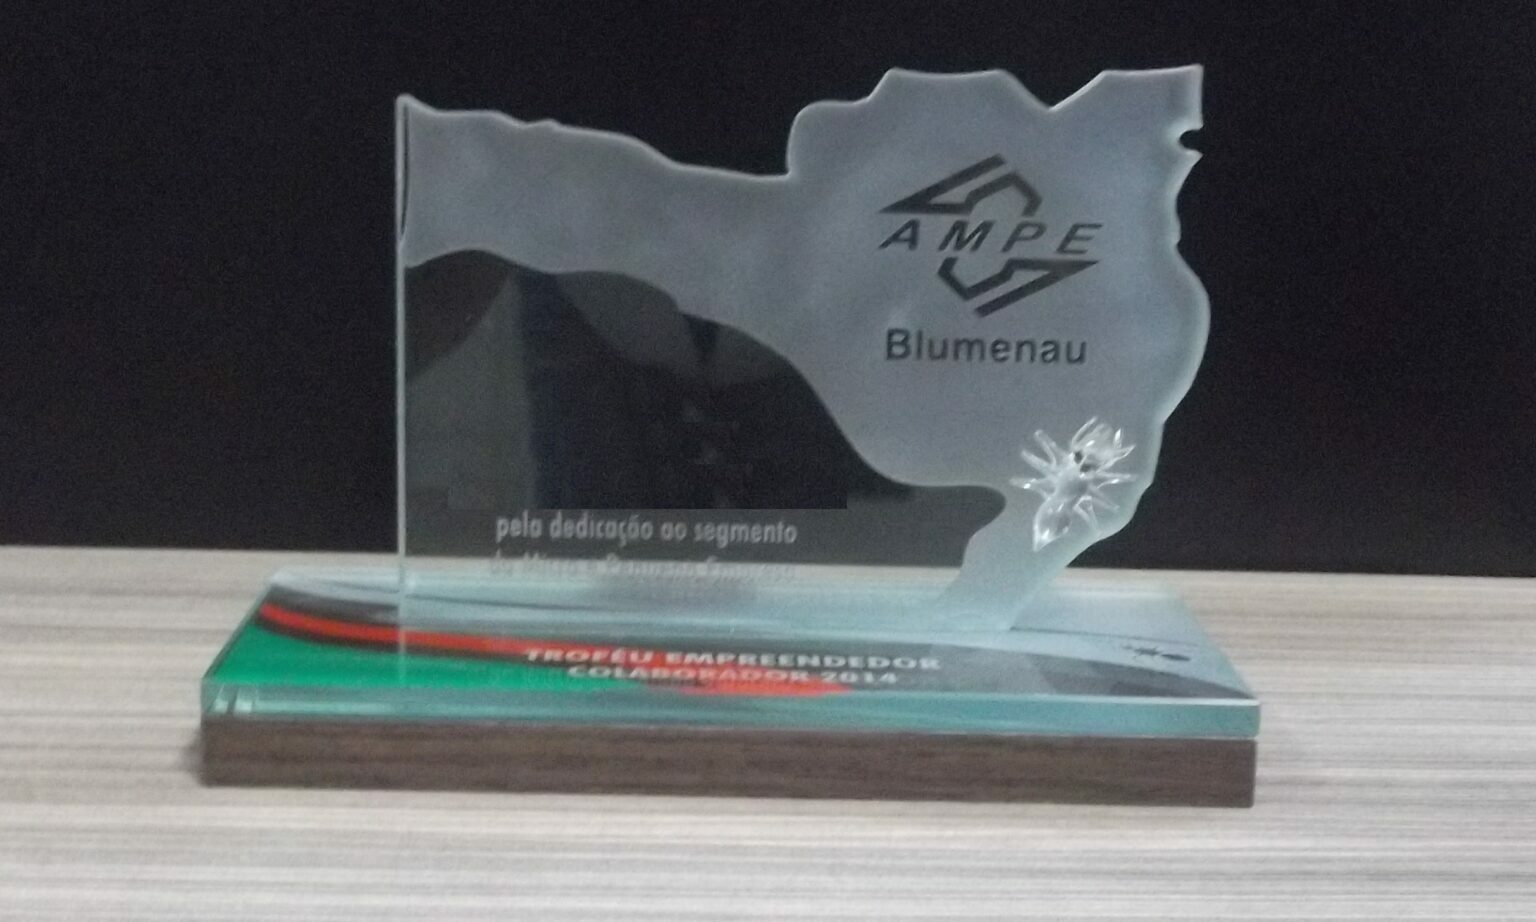 AMPE
Blumenau
pela dedicação ao segmento
TROFÉU EMPREENDEDOR
COLABORADOR 2014